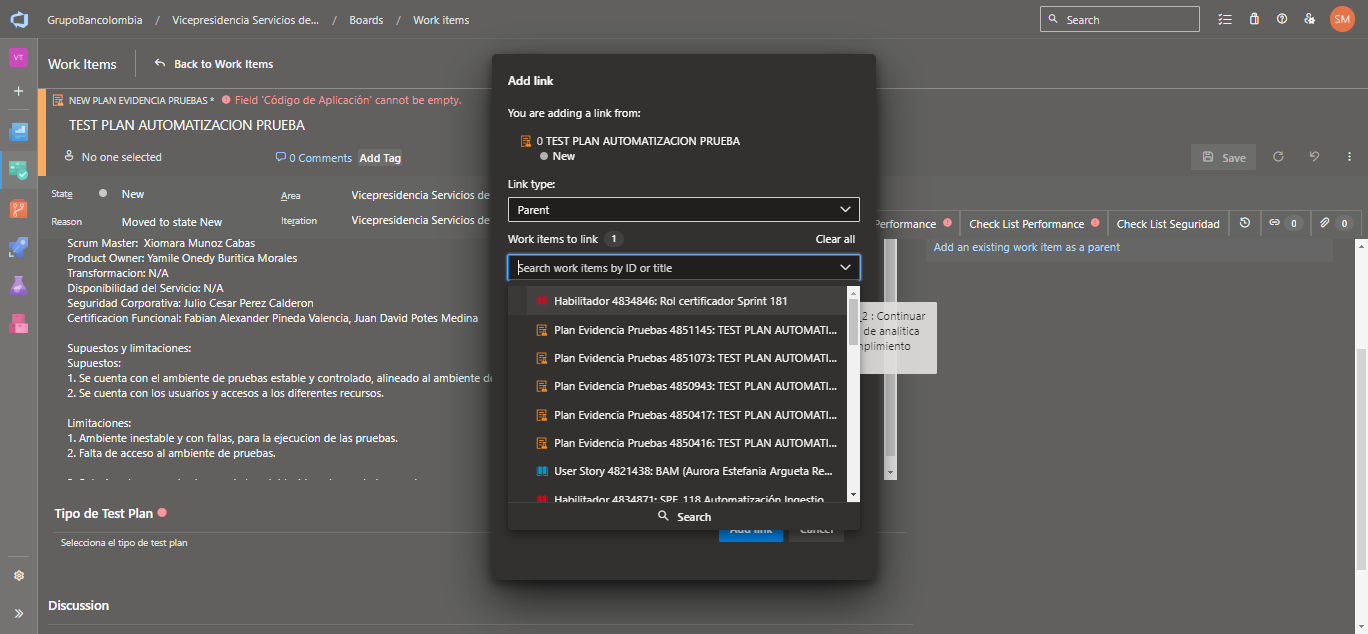 GrupoBancolombia / Vicepresidencia Servicios de... / Boards / Work items
Search
SM
VT
Work Items
Back to Work Items
NEW PLAN EVIDENCIA PRUEBAS *
Field 'Código de Aplicación' cannot be empty.
TEST PLAN AUTOMATIZACION PRUEBA
No one selected
0 Comments
Add Tag
Save
State
New
Area
Vicepresidencia Servicios de
Reason
Moved to state New
Iteration
Vicepresidencia Servicios de
Performance
Check List Performance
Check List Seguridad
0
0
Scrum Master: Xiomara Munoz Cabas
Product Owner: Yamile Onedy Buritica Morales
Transformacion: N/A
Disponibilidad del Servicio: N/A
Seguridad Corporativa: Julio Cesar Perez Calderon
Certificacion Funcional: Fabian Alexander Pineda Valencia, Juan David Potes Medina
Supuestos y limitaciones:
Supuestos:
1. Se cuenta con el ambiente de pruebas estable y controlado, alineado al ambiente de
2. Se cuenta con los usuarios y accesos a los diferentes recursos.
Limitaciones:
1. Ambiente inestable y con fallas, para la ejecucion de las pruebas.
2. Falta de acceso al ambiente de pruebas.
Tipo de Test Plan
Selecciona el tipo de test plan
Discussion
Add link
You are adding a link from:
0 TEST PLAN AUTOMATIZACION PRUEBA
New
Link type:
Parent
Work items to link 1
Clear all
Search work items by ID or title
Habilitador 4834846: Rol certificador Sprint 181
Plan Evidencia Pruebas 4851145: TEST PLAN AUTOMATI...
Plan Evidencia Pruebas 4851073: TEST PLAN AUTOMATI...
Plan Evidencia Pruebas 4850943: TEST PLAN AUTOMATI...
Plan Evidencia Pruebas 4850417: TEST PLAN AUTOMATI...
Plan Evidencia Pruebas 4850416: TEST PLAN AUTOMATI...
User Story 4821438: BAM (Aurora Estefania Argueta Re...
Habilitador 4834871: SPF_118 Automatización Ingestio
Search
Add link
Cancel
Add an existing work item as a parent
_2 : Continuar
de analítica
mplimiento